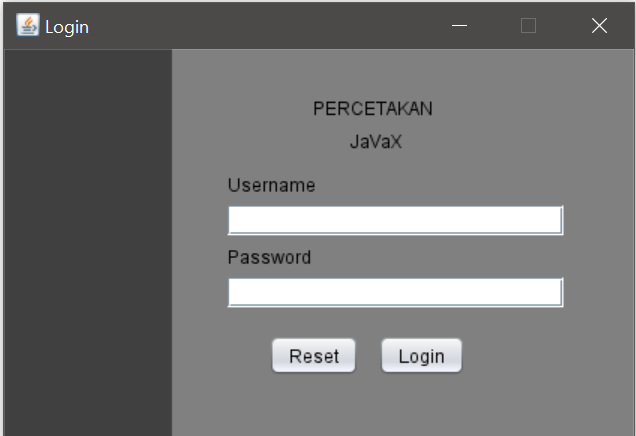 Login
PERCETAKAN
JaVaX
Username
Password
Reset Login